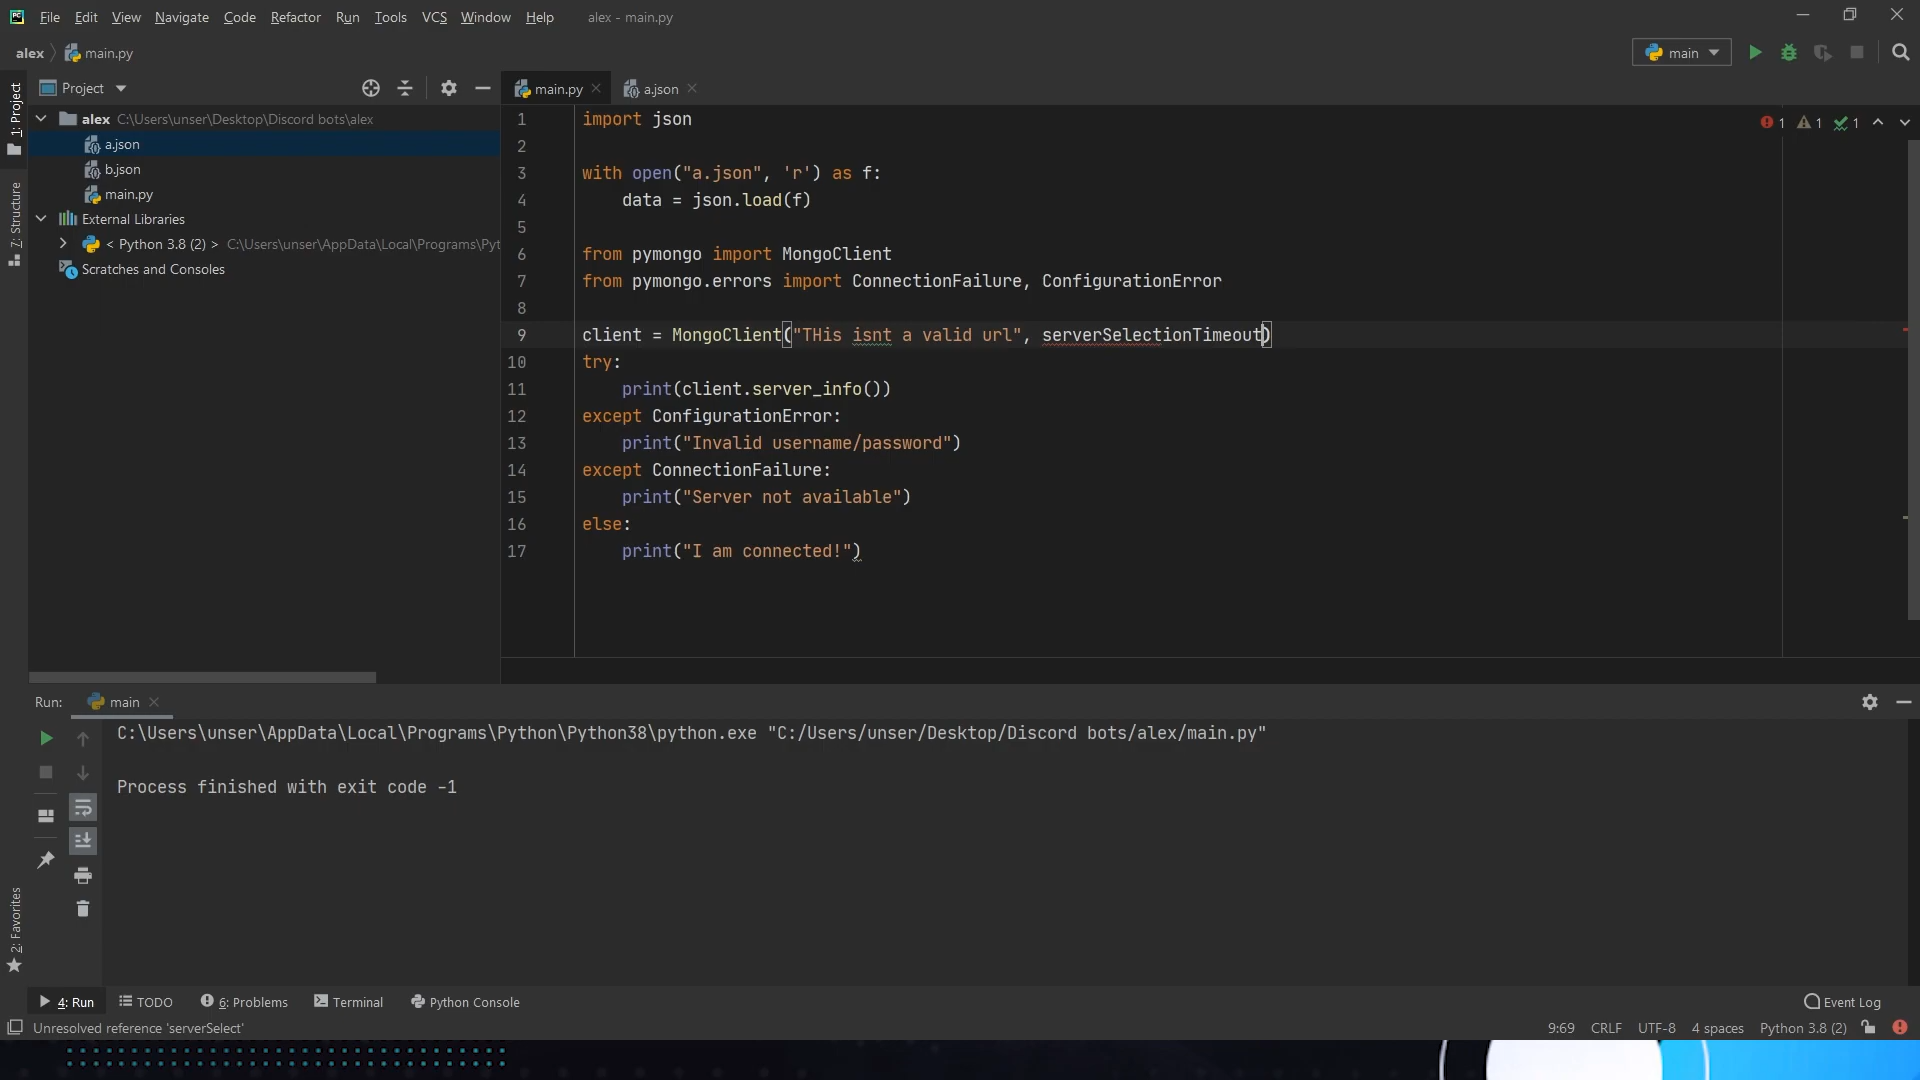 File Edit View Navigate Code Refactor Run Tools VCS Window Help alex - main.py
alex main.py
main
Project
main.py
a.json
1: Project
7: Structure
2: Favorites
alex C:\Users\unser\Desktop\Discord bots\alex
a.json
b.json
main.py
External Libraries
< Python 3.8 (2) > C:\Users\unser\AppData\Local\Programs\Pyt
Scratches and Consoles
1 1 1
1 import json
2
3 with open("a.json", 'r') as f:
4 data = json.load(f)
5
6 from pymongo import MongoClient
7 from pymongo.errors import ConnectionFailure, ConfigurationError
8
9 client = MongoClient("THis isnt a valid url", serverSelectionTimeout)
10 try:
11 print(client.server_info())
12 except ConfigurationError:
13 print("Invalid username/password")
14 except ConnectionFailure:
15 print("Server not available")
16 else:
17 print("I am connected!")
Run: main
C:\Users\unser\AppData\Local\Programs\Python\Python38\python.exe "C:/Users/unser/Desktop/Discord bots/alex/main.py"
Process finished with exit code -1
4: Run TODO 6: Problems Terminal Python Console Event Log
Unresolved reference 'serverSelect' 9:69 CRLF UTF-8 4 spaces Python 3.8 (2)